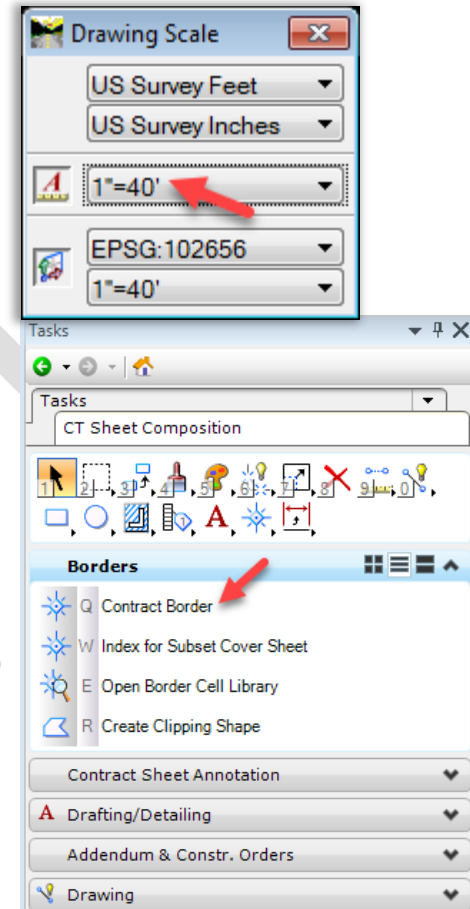 Drawing Scale
US Survey Feet
US Survey Inches
A
1"=40'
EPSG:102656
1"=40'
Tasks
Tasks
CT Sheet Composition
1 2 3 4 5 6 7 8 9 0
A
Borders
Q Contract Border
W Index for Subset Cover Sheet
E Open Border Cell Library
R Create Clipping Shape
Contract Sheet Annotation
A Drafting/Detailing
Addendum & Constr. Orders
Drawing